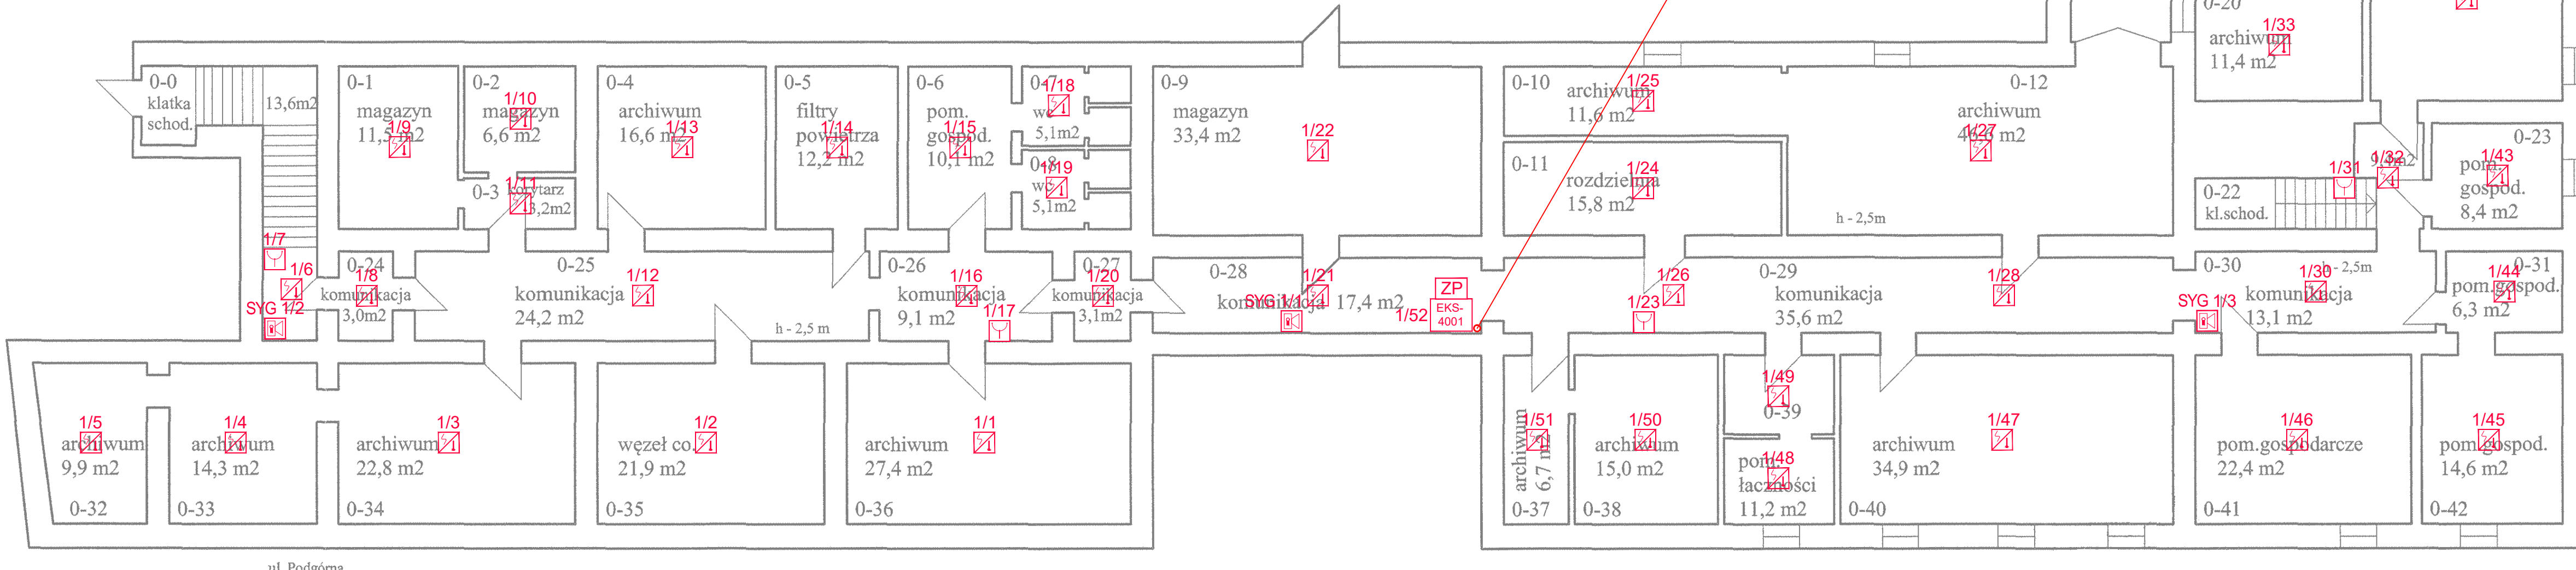 0-0
klatka
schod.
13,6m2
1/7
1/6
SYG 1/2
0-1
magazyn
11,5 m2
1/9
0-2
1/10
magazyn
6,6 m2
0-3
1/11
korytarz
3,2m2
0-4
archiwum
16,6 m2
1/13
0-5
filtry
powietrza
1/14
12,2 m2
0-6
pom.
gospod.
1/15
10,1 m2
0-7
1/18
wc
5,1m2
0-8
1/19
wc
5,1m2
0-9
magazyn
33,4 m2
1/22
0-10
archiwum
1/25
11,6 m2
0-11
1/24
rozdzielnia
15,8 m2
0-12
archiwum
1/27
h - 2,5m
0-20
1/33
archiwum
11,4 m2
0-22
kl.schod.
1/31
1/32
0-23
1/43
pom.
gospod.
8,4 m2
0-24
1/8
komunikacja
3,0m2
0-25
1/12
komunikacja
24,2 m2
h - 2,5 m
0-26
1/16
komunikacja
9,1 m2
1/17
0-27
1/20
komunikacja
3,1m2
0-28
1/21
SYG 1/1
komunikacja 17,4 m2
ZP
1/52
EKS-
4001
1/26
1/23
0-29
komunikacja
35,6 m2
1/28
SYG 1/3
0-30
h - 2,5m
1/30
komunikacja
13,1 m2
0-31
1/44
pom.gospod.
6,3 m2
1/5
archiwum
9,9 m2
0-32
1/4
archiwum
14,3 m2
0-33
1/3
archiwum
22,8 m2
0-34
1/2
węzeł co.
21,9 m2
0-35
1/1
archiwum
27,4 m2
0-36
1/51
archiwum
6,7 m2
0-37
1/50
archiwum
15,0 m2
0-38
1/49
0-39
1/48
pom.
łaczności
11,2 m2
1/47
archiwum
34,9 m2
0-40
1/46
pom.gospodarcze
22,4 m2
0-41
1/45
pom.gospod.
14,6 m2
0-42
ul. Podgórna